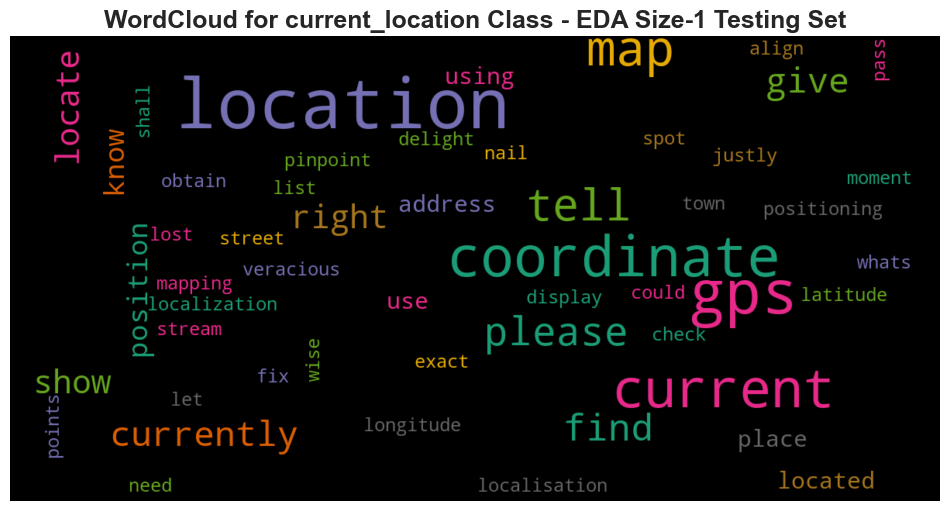 WordCloud for current_location Class - EDA Size-1 Testing Set
map
align
pass
locate
using
give
location
shall
know
delight
nail
spot
justly
pinpoint
obtain
list
moment
address
tell
town
positioning
right
position
lost
street
coordinate
veracious
whats
mapping
localization
use
display
could
gps
latitude
stream
please
check
wise
exact
show
fix
current
points
let
currently
longitude
find
place
need
localisation
located